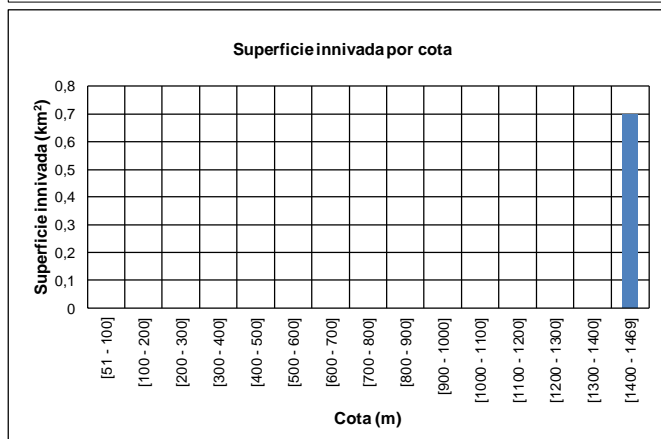 Superficie innivada por cota
Superficie innivada (km²)
0,8
0,7
0,6
0,5
0,4
0,3
0,2
0,1
0
[51 - 100]
[100 - 200]
[200 - 300]
[300 - 400]
[400 - 500]
[500 - 600]
[600 - 700]
[700 - 800]
[800 - 900]
[900 - 1000]
[1000 - 1100]
[1100 - 1200]
[1200 - 1300]
[1300 - 1400]
[1400 - 1469]
Cota (m)